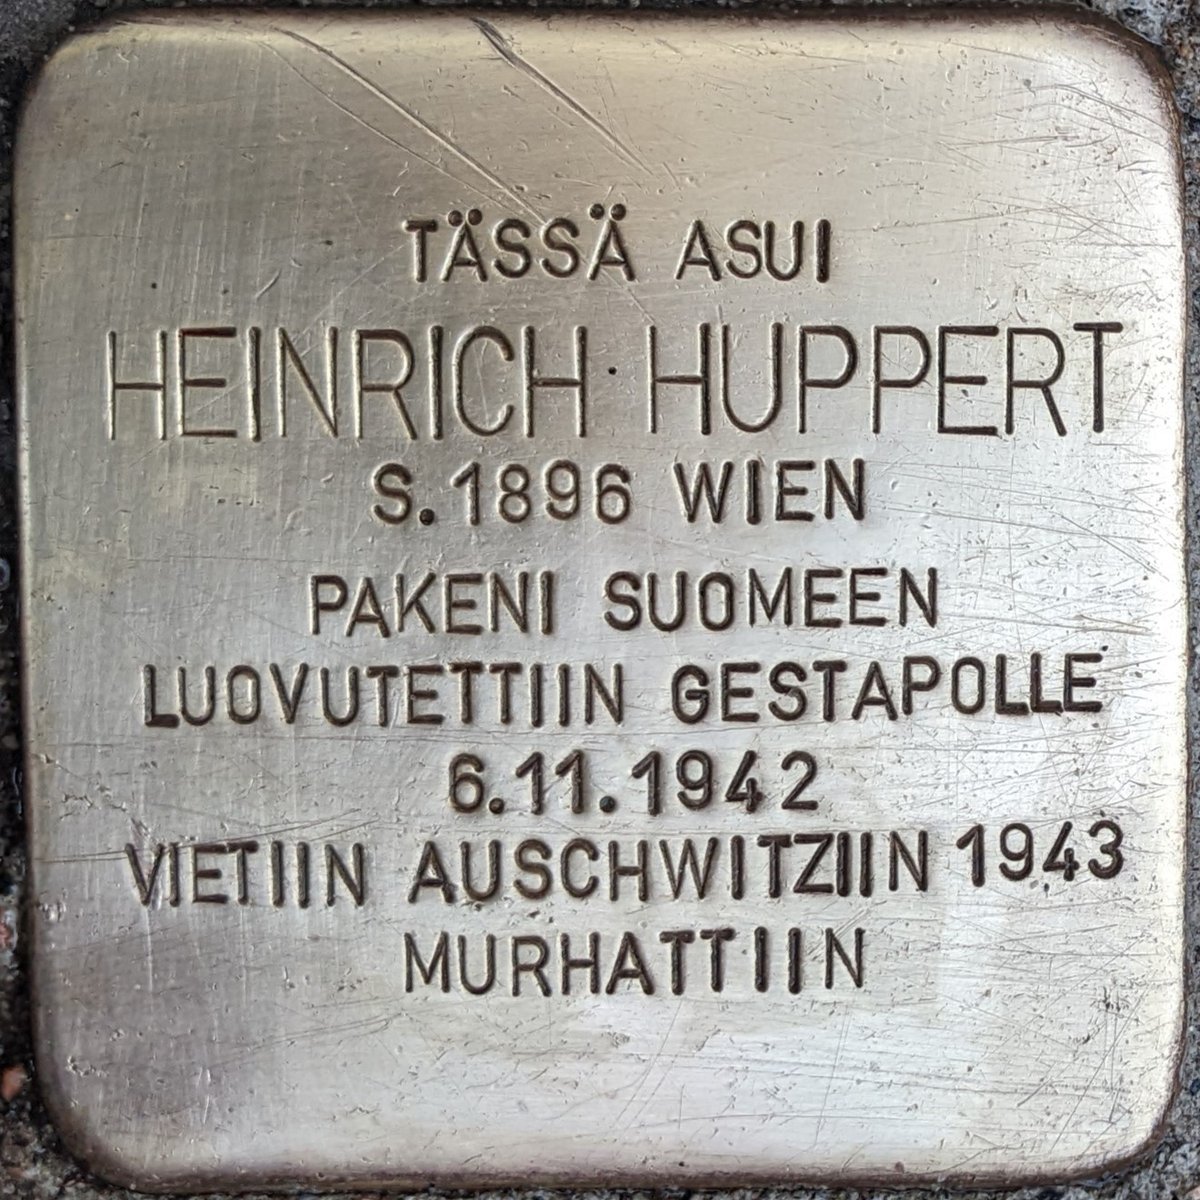 TÄSSÄ ASUI
HEINRICH HUPPERT
S. 1896 WIEN
PAKENI SUOMEEN
LUOVUTETTIIN GESTAPOLLE
6.11.1942
VIETIIN AUSCHWITZIIN 1943
MURHATTIIN